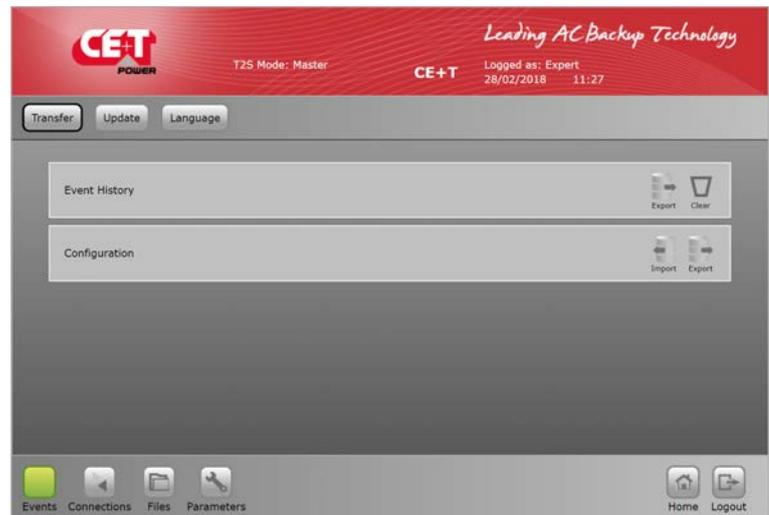 Leading AC Backup Technology
CE+T
POWER
T2S Mode: Master
CE+T
Logged as: Expert
28/02/2018 11:27
Transfer Update Language
Event History
Export Clear
Configuration
Import Export
Events Connections Files Parameters Home Logout